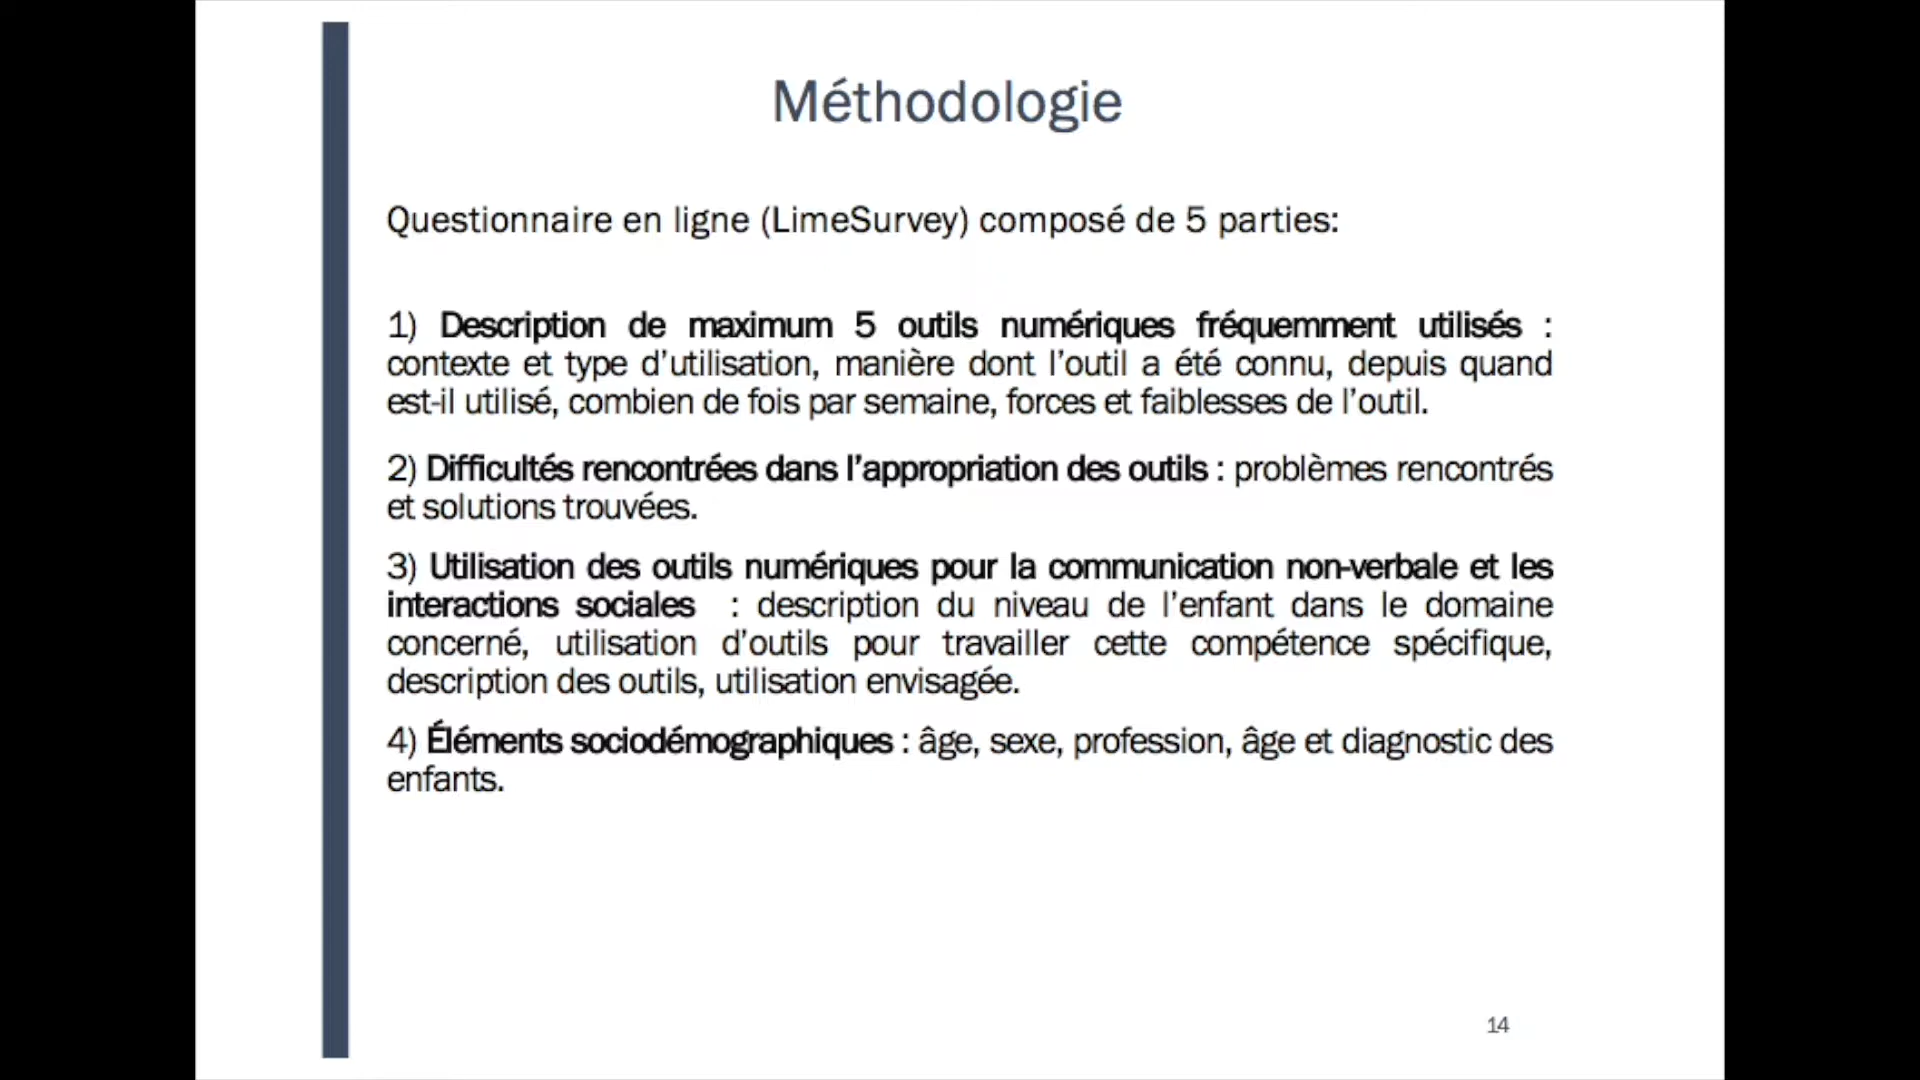 Méthodologie
Questionnaire en ligne (LimeSurvey) composé de 5 parties:
1) Description de maximum 5 outils numériques fréquemment utilisés :
contexte et type d’utilisation, manière dont l’outil a été connu, depuis quand
est-il utilisé, combien de fois par semaine, forces et faiblesses de l’outil.
2) Difficultés rencontrées dans l’appropriation des outils : problèmes rencontrés
et solutions trouvées.
3) Utilisation des outils numériques pour la communication non-verbale et les
interactions sociales : description du niveau de l’enfant dans le domaine
concerné, utilisation d’outils pour travailler cette compétence spécifique,
description des outils, utilisation envisagée.
4) Éléments sociodémographiques : âge, sexe, profession, âge et diagnostic des
enfants.
14